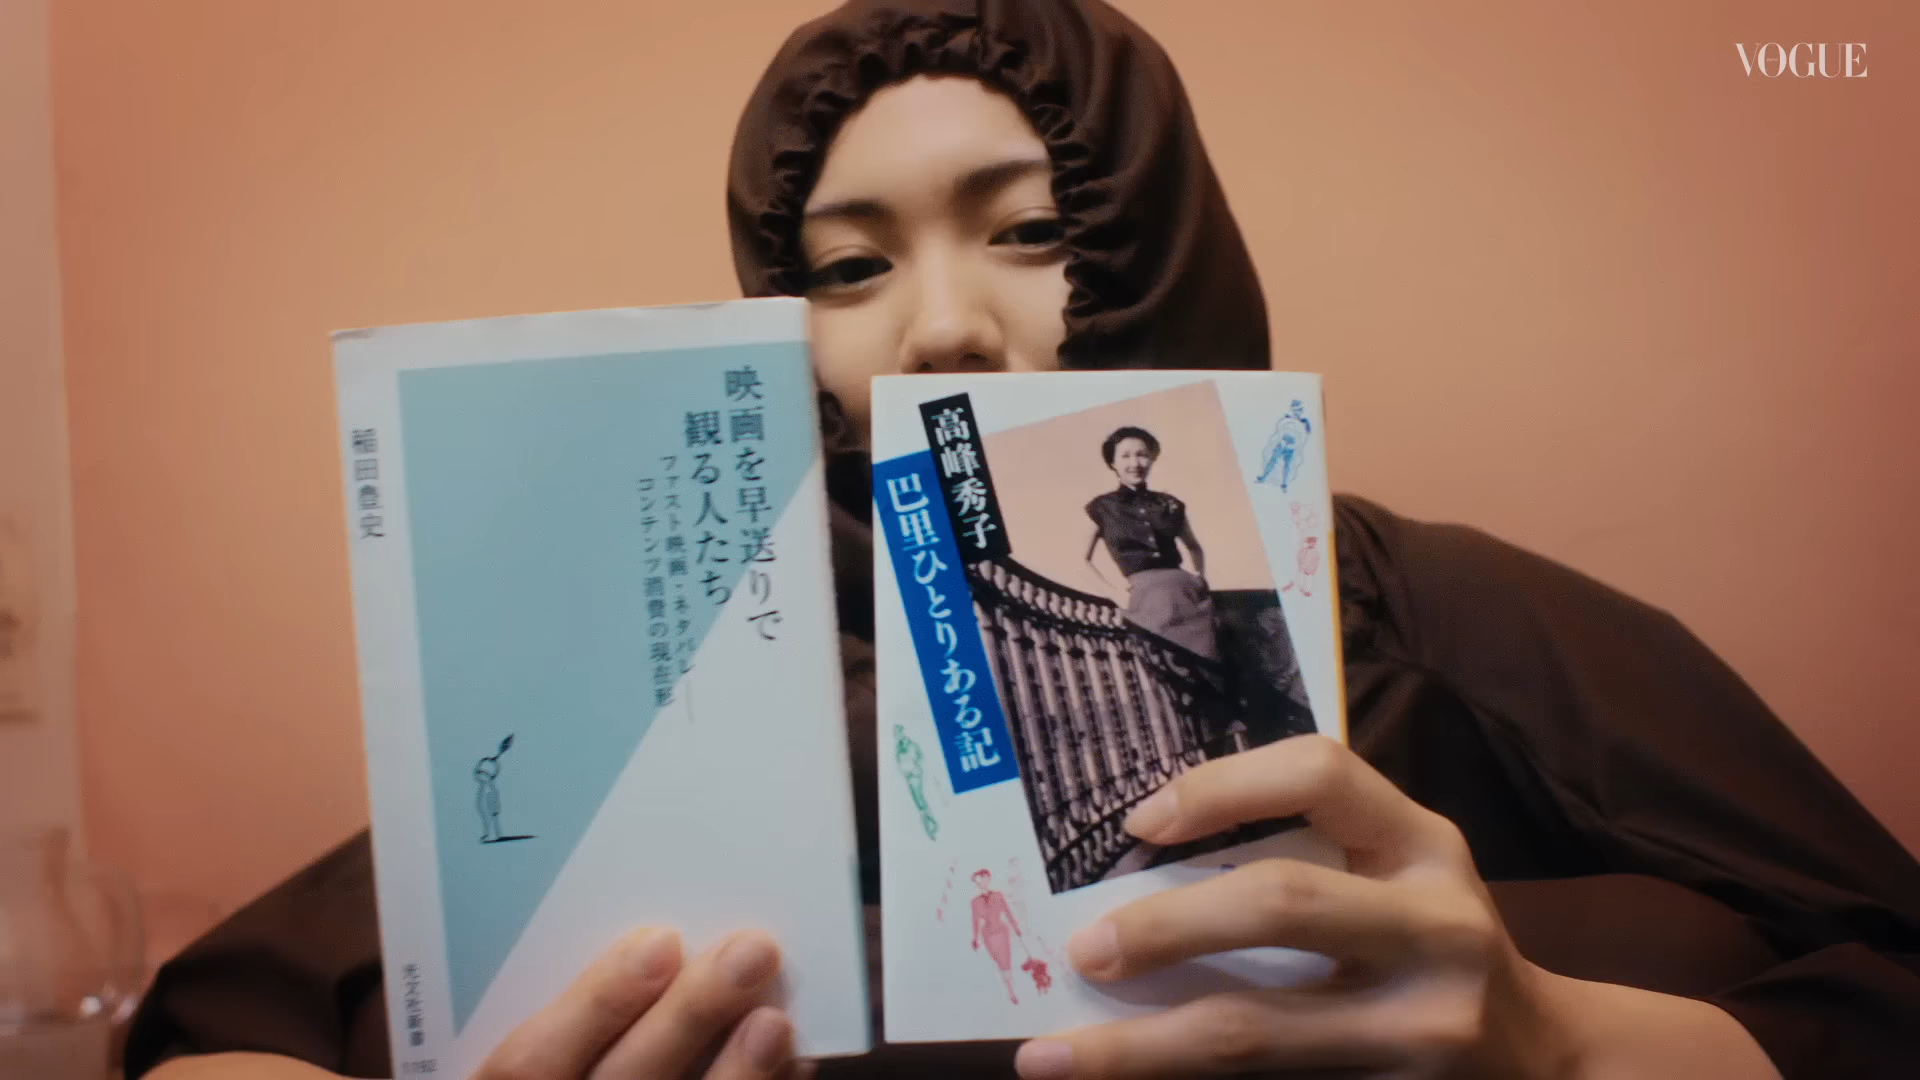 VOGUE
映画を早送りで
観る人たち
ファスト映画・ネタバレ――
コンテンツ消費の現在形
稲田豊史
光文社新書
1192
高峰秀子
巴里ひとりある記